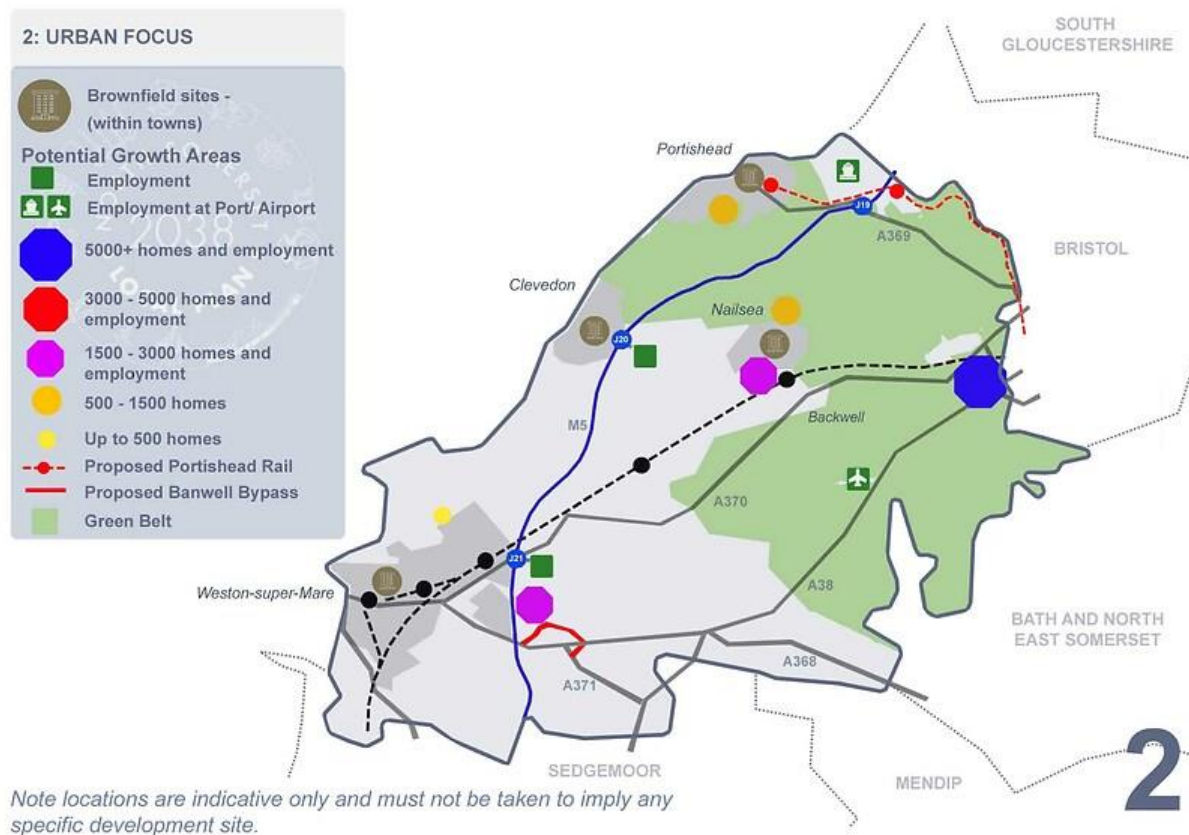 2: URBAN FOCUS
Brownfield sites -
(within towns)
Potential Growth Areas
Employment
Employment at Port/ Airport
5000+ homes and employment
3000 - 5000 homes and
employment
1500 - 3000 homes and
employment
500 - 1500 homes
Up to 500 homes
Proposed Portishead Rail
Proposed Banwell Bypass
Green Belt
2038
LOCAL PLAN
SOUTH
GLOUCESTERSHIRE
Portishead
J19
A369
BRISTOL
Clevedon
Nailsea
J20
M5
Backwell
A370
J21
Weston-super-Mare
A38
BATH AND NORTH
EAST SOMERSET
A368
A371
SEDGEMOOR
MENDIP
2
Note locations are indicative only and must not be taken to imply any
specific development site.